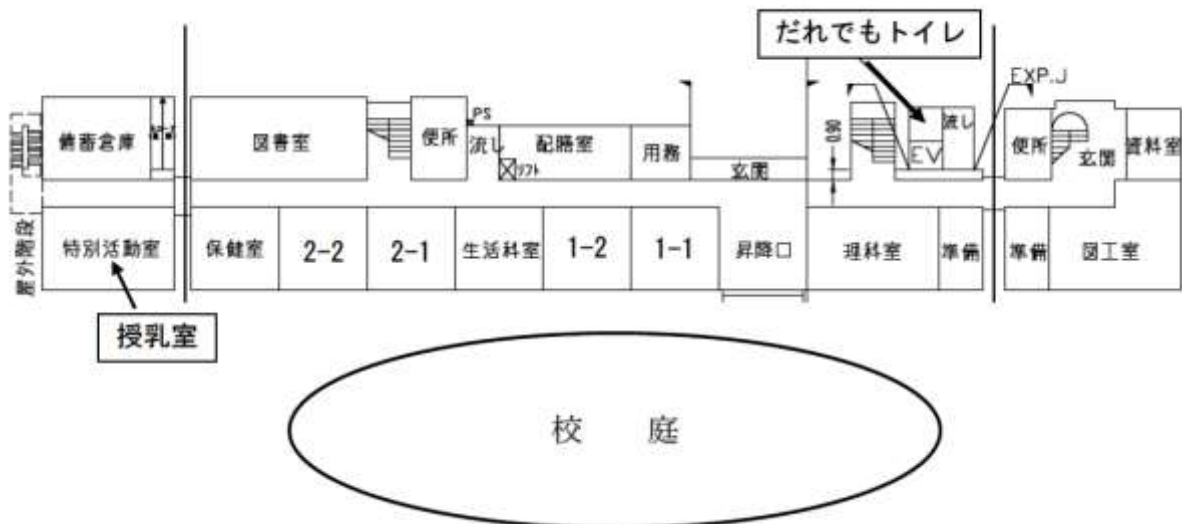 だれでもトイレ
EXP.J
備蓄倉庫
図書室
便所
PS
流し
配膳室
リフト
用務
玄関
0.90
EV
流し
便所
玄関
資料室
屋外階段
特別活動室
保健室
2-2
2-1
生活科室
1-2
1-1
昇降口
理科室
準備
準備
図工室
授乳室
校 庭